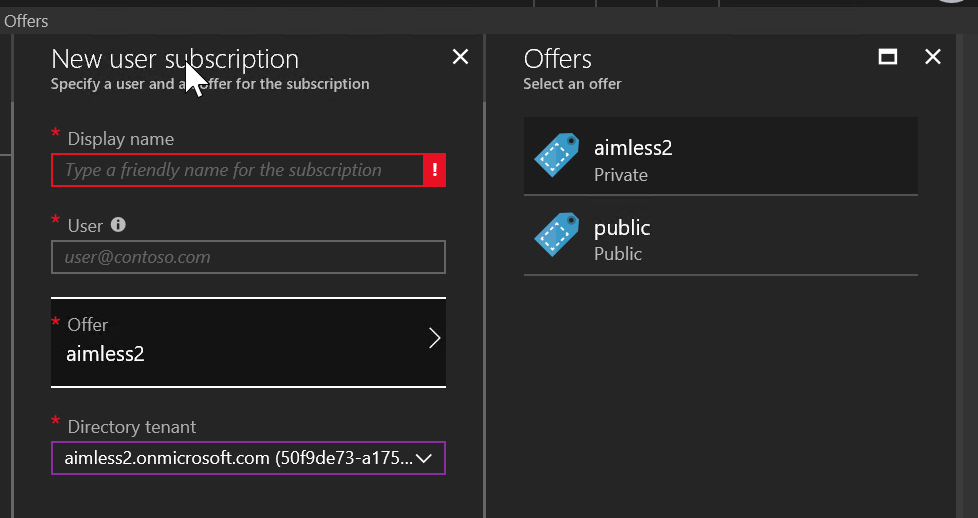 Offers
New user subscription
Specify a user and an offer for the subscription
* Display name
Type a friendly name for the subscription !
* User i
user@contoso.com
* Offer
aimless2
* Directory tenant
aimless2.onmicrosoft.com (50f9de73-a175...
Offers
Select an offer
aimless2
Private
public
Public